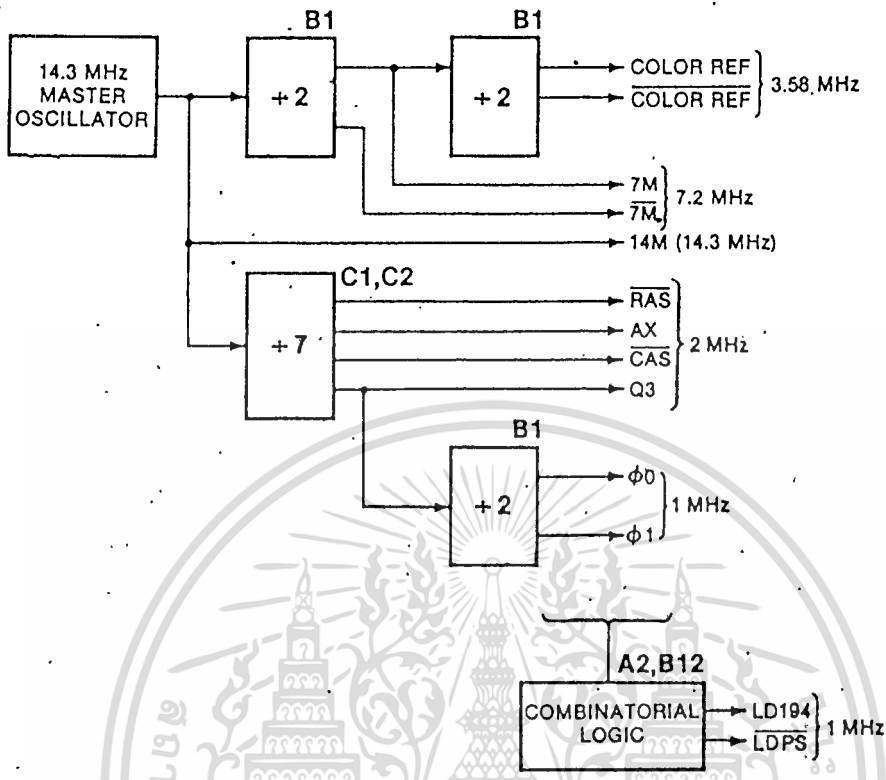 B1
B1
14.3 MHz
MASTER
OSCILLATOR
+2
+2
COLOR REF
COLOR REF
3.58 MHz
7M
7M
7.2 MHz
14M (14.3 MHz)
C1,C2
+7
RAS
AX
CAS
Q3
2 MHz
B1
+2
ϕ0
ϕ1
1 MHz
A2,B12
COMBINATORIAL
LOGIC
LD194
LDPS
1 MHz